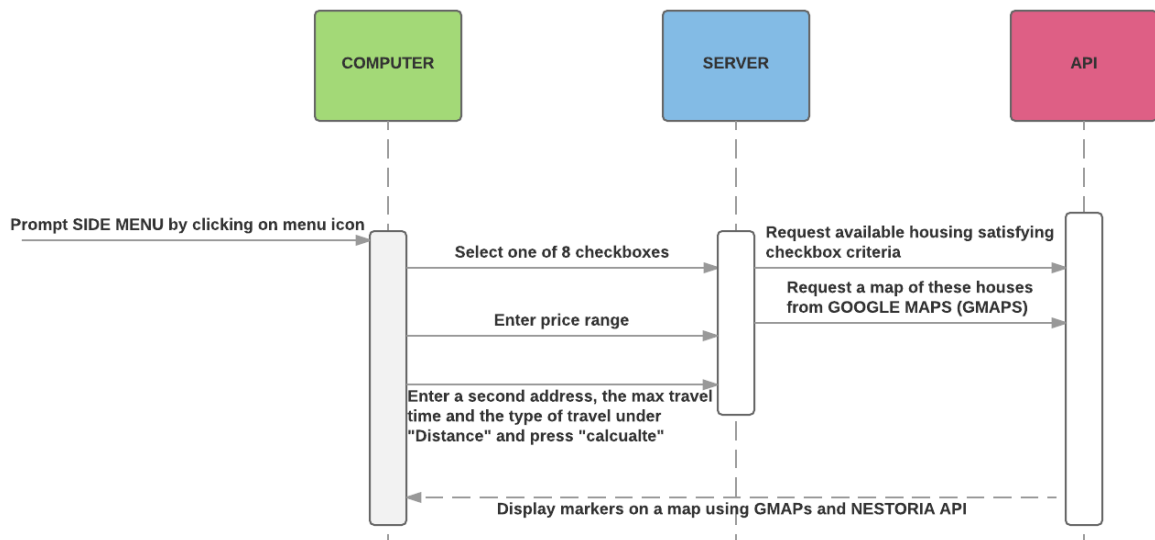 COMPUTER
SERVER
API
Prompt SIDE MENU by clicking on menu icon
Select one of 8 checkboxes
Request available housing satisfying
checkbox criteria
Request a map of these houses
from GOOGLE MAPS (GMAPS)
Enter price range
Enter a second address, the max travel
time and the type of travel under
"Distance" and press "calcualte"
Display markers on a map using GMAPs and NESTORIA API